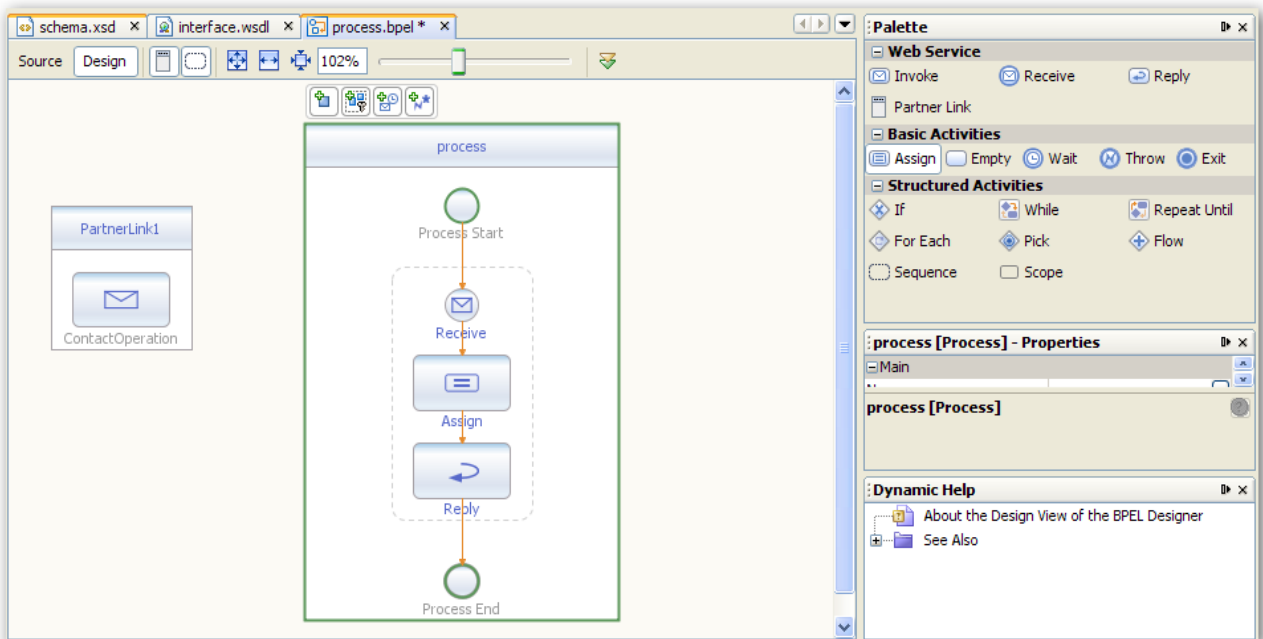 schema.xsd interface.wsdl process.bpel *
Source Design 102%
process
Process Start
Receive
Assign
Reply
Process End
PartnerLink1
ContactOperation
Palette
Web Service
Invoke Receive Reply
Partner Link
Basic Activities
Assign Empty Wait Throw Exit
Structured Activities
If While Repeat Until
For Each Pick Flow
Sequence Scope
process [Process] - Properties
Main
process [Process]
Dynamic Help
About the Design View of the BPEL Designer
See Also